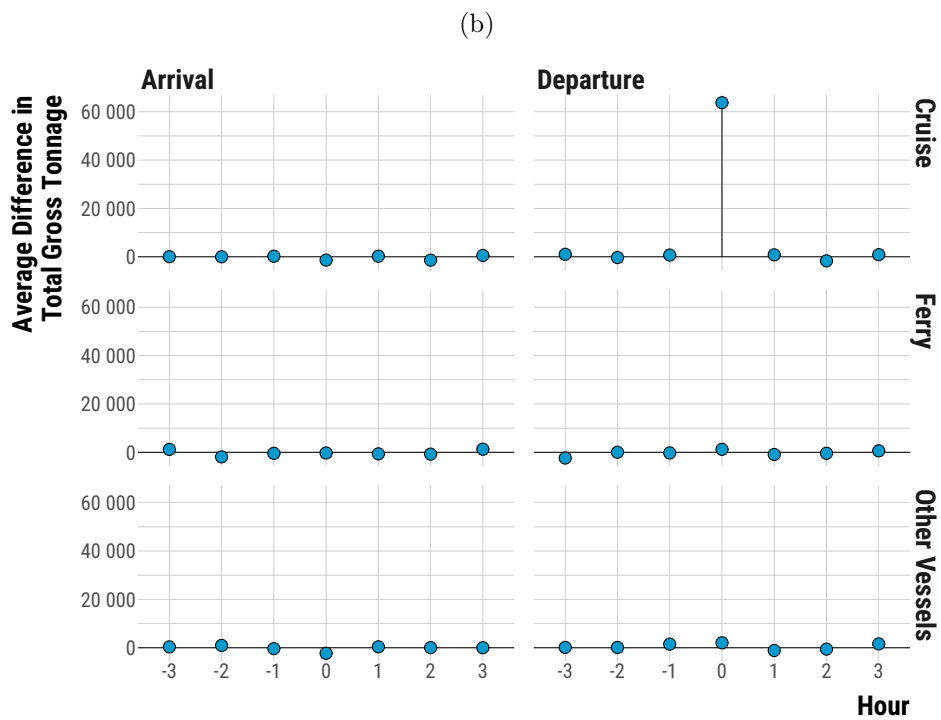 (b)
Arrival
Departure
Average Difference in
Total Gross Tonnage
60 000
40 000
20 000
0
Cruise
60 000
40 000
20 000
0
Ferry
60 000
40 000
20 000
0
Other Vessels
-3 -2 -1 0 1 2 3
-3 -2 -1 0 1 2 3
Hour